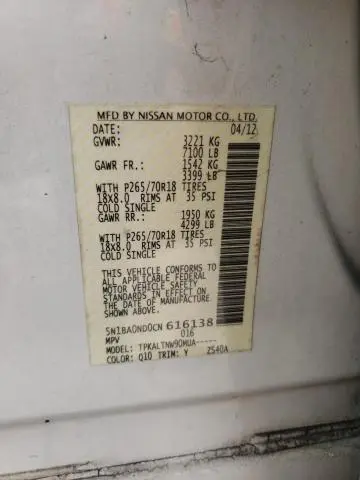 MFD BY NISSAN MOTOR CO., LTD.
DATE: 04/12
GVWR: 3221 KG
7100 LB
GAWR FR.: 1542 KG
3399 LB
WITH P265/70R18 TIRES
18x8.0 RIMS AT 35 PSI
COLD SINGLE
GAWR RR.: 1950 KG
4299 LB
WITH P265/70R18 TIRES
18x8.0 RIMS AT 35 PSI
COLD SINGLE
THIS VEHICLE CONFORMS TO
ALL APPLICABLE FEDERAL
MOTOR VEHICLE SAFETY
STANDARDS IN EFFECT ON
THE DATE OF MANUFACTURE
SHOWN ABOVE.
5N1BA0ND0CN 616138
MPV 016
MODEL: TPKALTNW90MUA-----
COLOR: Q10 TRIM: Y ZS40A